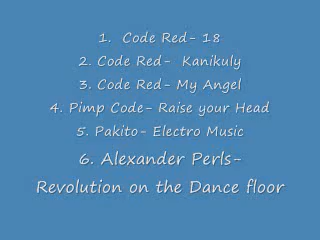 1.  Code Red- 18
2. Code Red-  Kanikuly
3. Code Red- My Angel
4. Pimp Code- Raise your Head
5. Pakito- Electro Music
6. Alexander Perls-
Revolution on the Dance floor